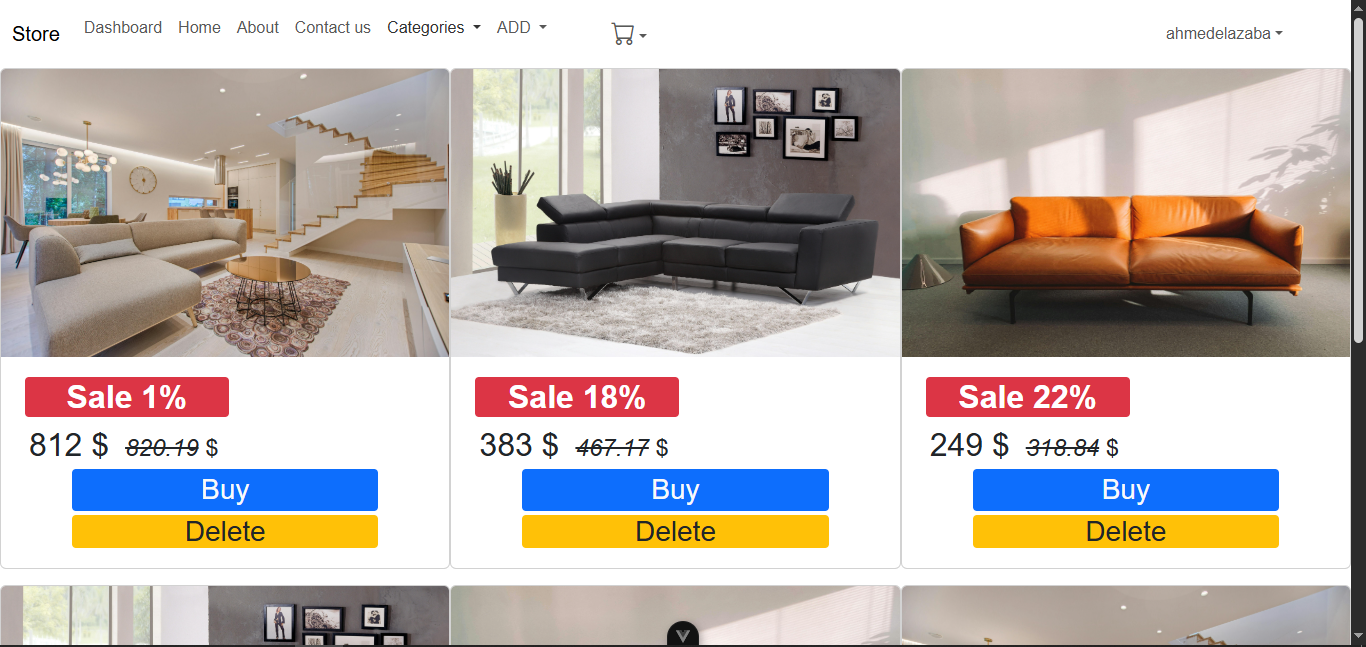 Store Dashboard Home About Contact us Categories ADD ahmedelazaba
Sale 1% Sale 18% Sale 22%
812 $ 820.19 $ 383 $ 467.17 $ 249 $ 318.84 $
Buy Buy Buy
Delete Delete Delete